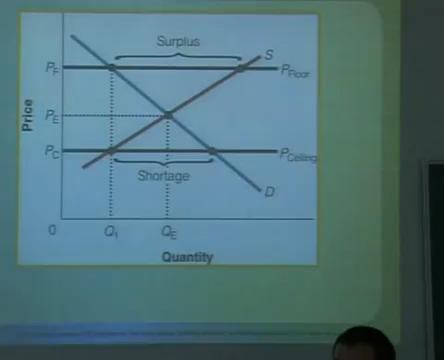 Surplus
S
P_F
P_Floor
Price
P_E
P_C
P_Ceiling
Shortage
D
0
Q_1
Q_E
Quantity